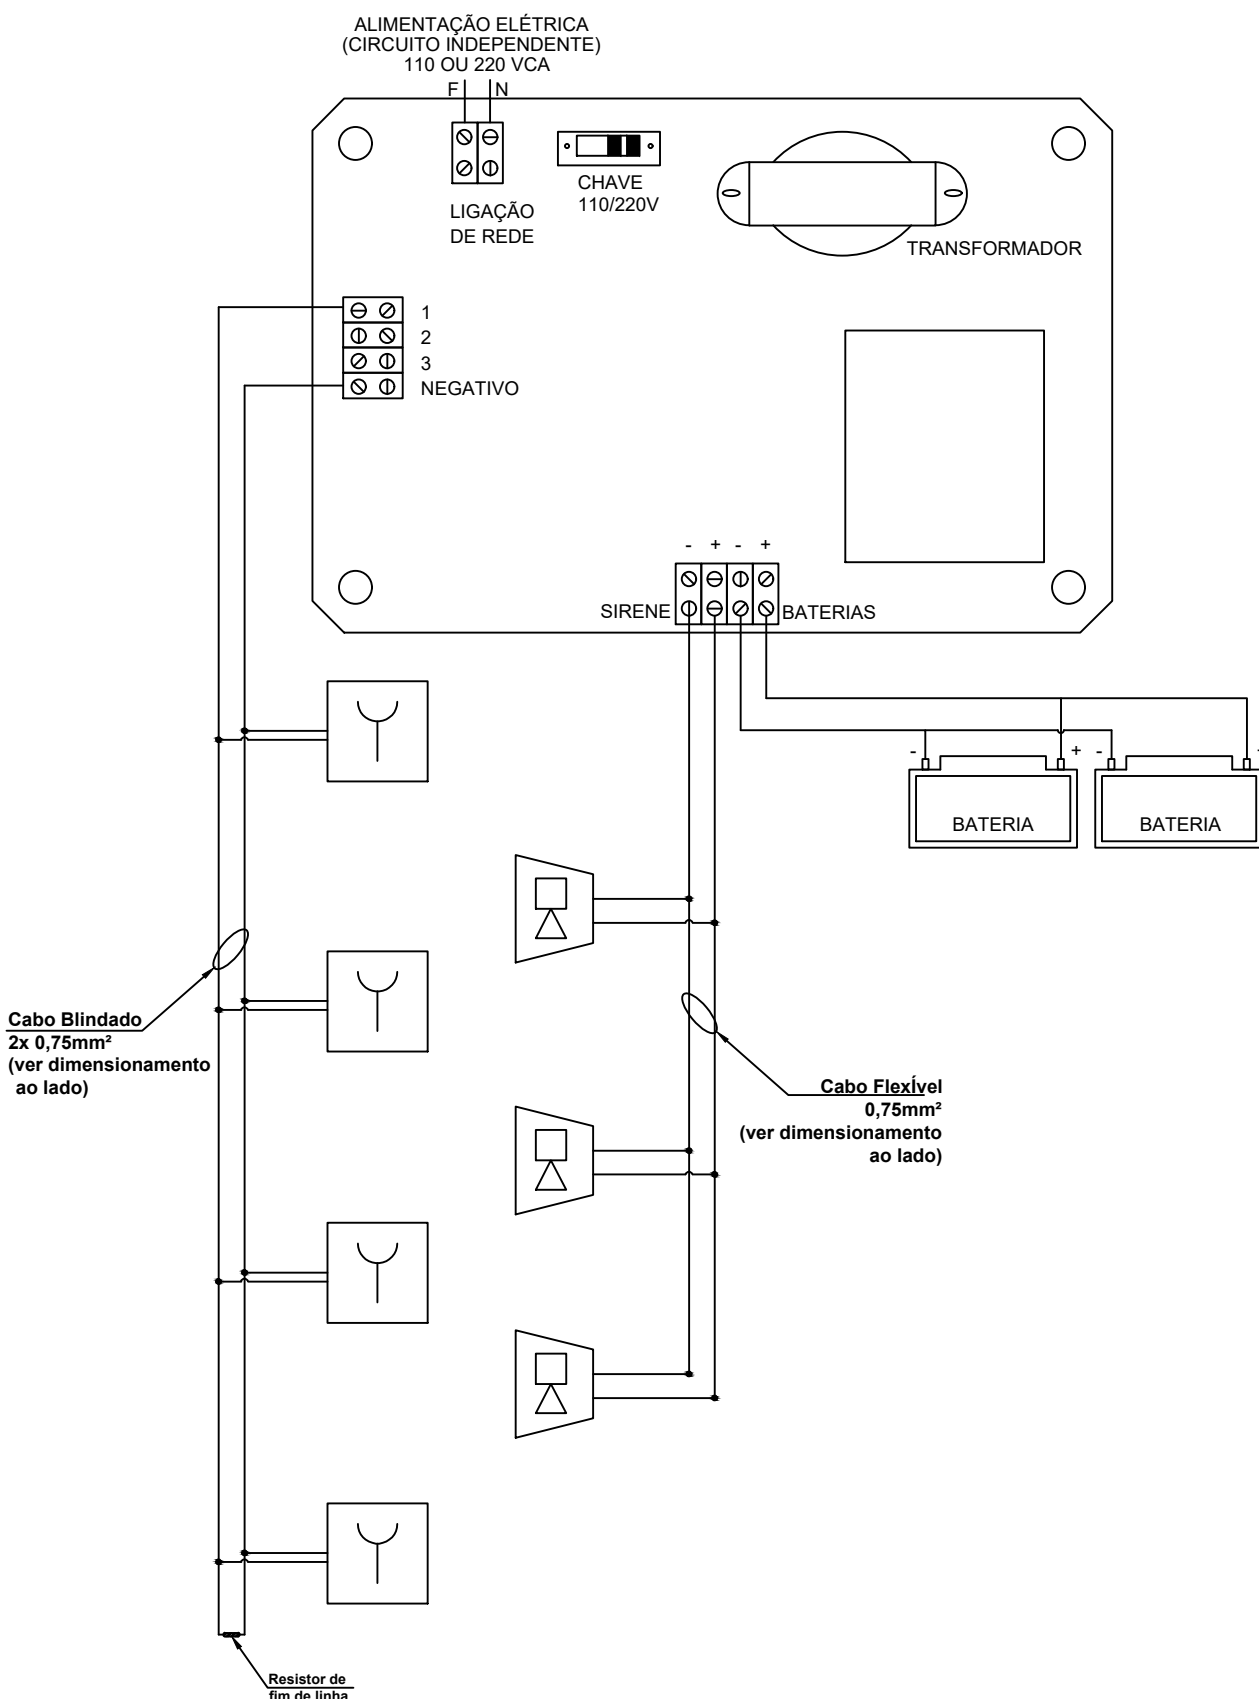 ALIMENTAÇÃO ELÉTRICA
(CIRCUITO INDEPENDENTE)
110 OU 220 VCA
F N
CHAVE
110/220V
LIGAÇÃO
DE REDE
TRANSFORMADOR
1
2
3
NEGATIVO
- + - +
SIRENE
BATERIAS
- + - +
BATERIA
BATERIA
Cabo Blindado
2x 0,75mm²
(ver dimensionamento
ao lado)
Cabo FlexÍvel
0,75mm²
(ver dimensionamento
ao lado)
Resistor de
fim de linha